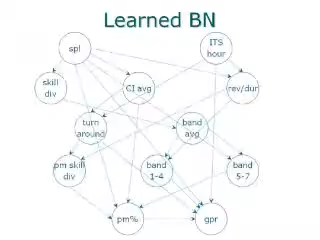 Learned BN
spl
ITS
hour
skill
div
CI avg
rev/dur
turn
around
band
avg
pm skill
div
band
1-4
band
5-7
pm%
gpr